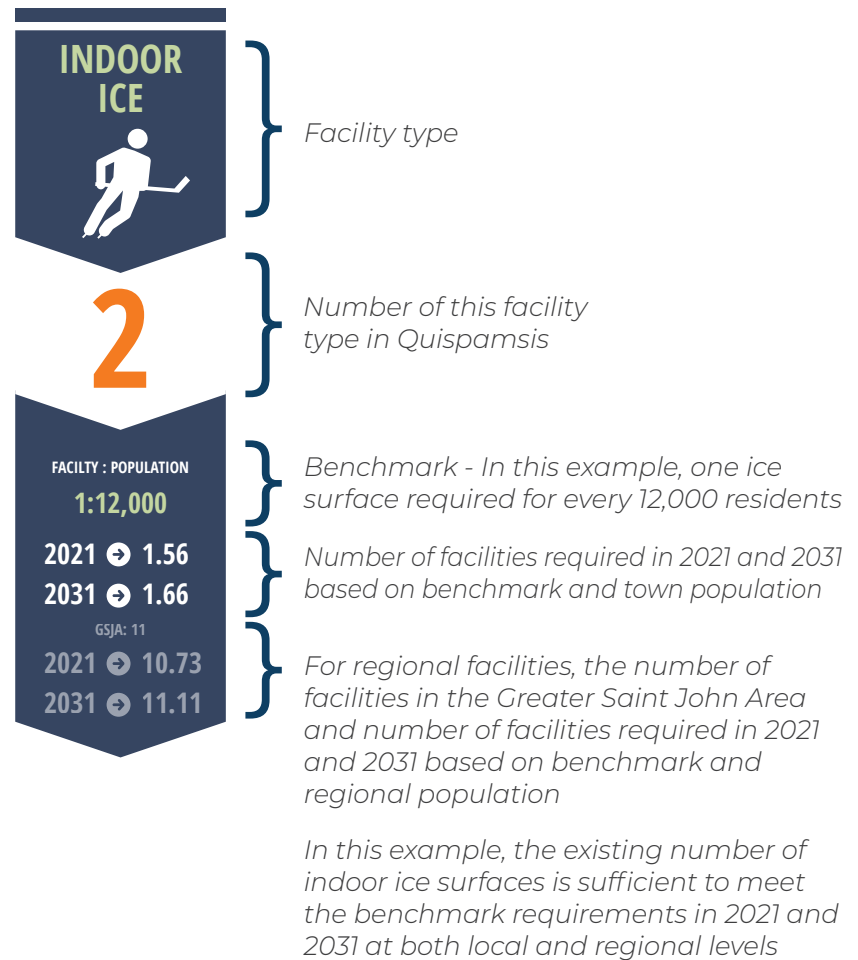 INDOOR
ICE
Facility type
2
Number of this facility
type in Quispamsis
FACILTY : POPULATION
1:12,000
Benchmark - In this example, one ice
surface required for every 12,000 residents
2021 ➔ 1.56
2031 ➔ 1.66
Number of facilities required in 2021 and 2031
based on benchmark and town population
GSJA: 11
2021 ➔ 10.73
2031 ➔ 11.11
For regional facilities, the number of
facilities in the Greater Saint John Area
and number of facilities required in 2021
and 2031 based on benchmark and
regional population
In this example, the existing number of
indoor ice surfaces is sufficient to meet
the benchmark requirements in 2021 and
2031 at both local and regional levels